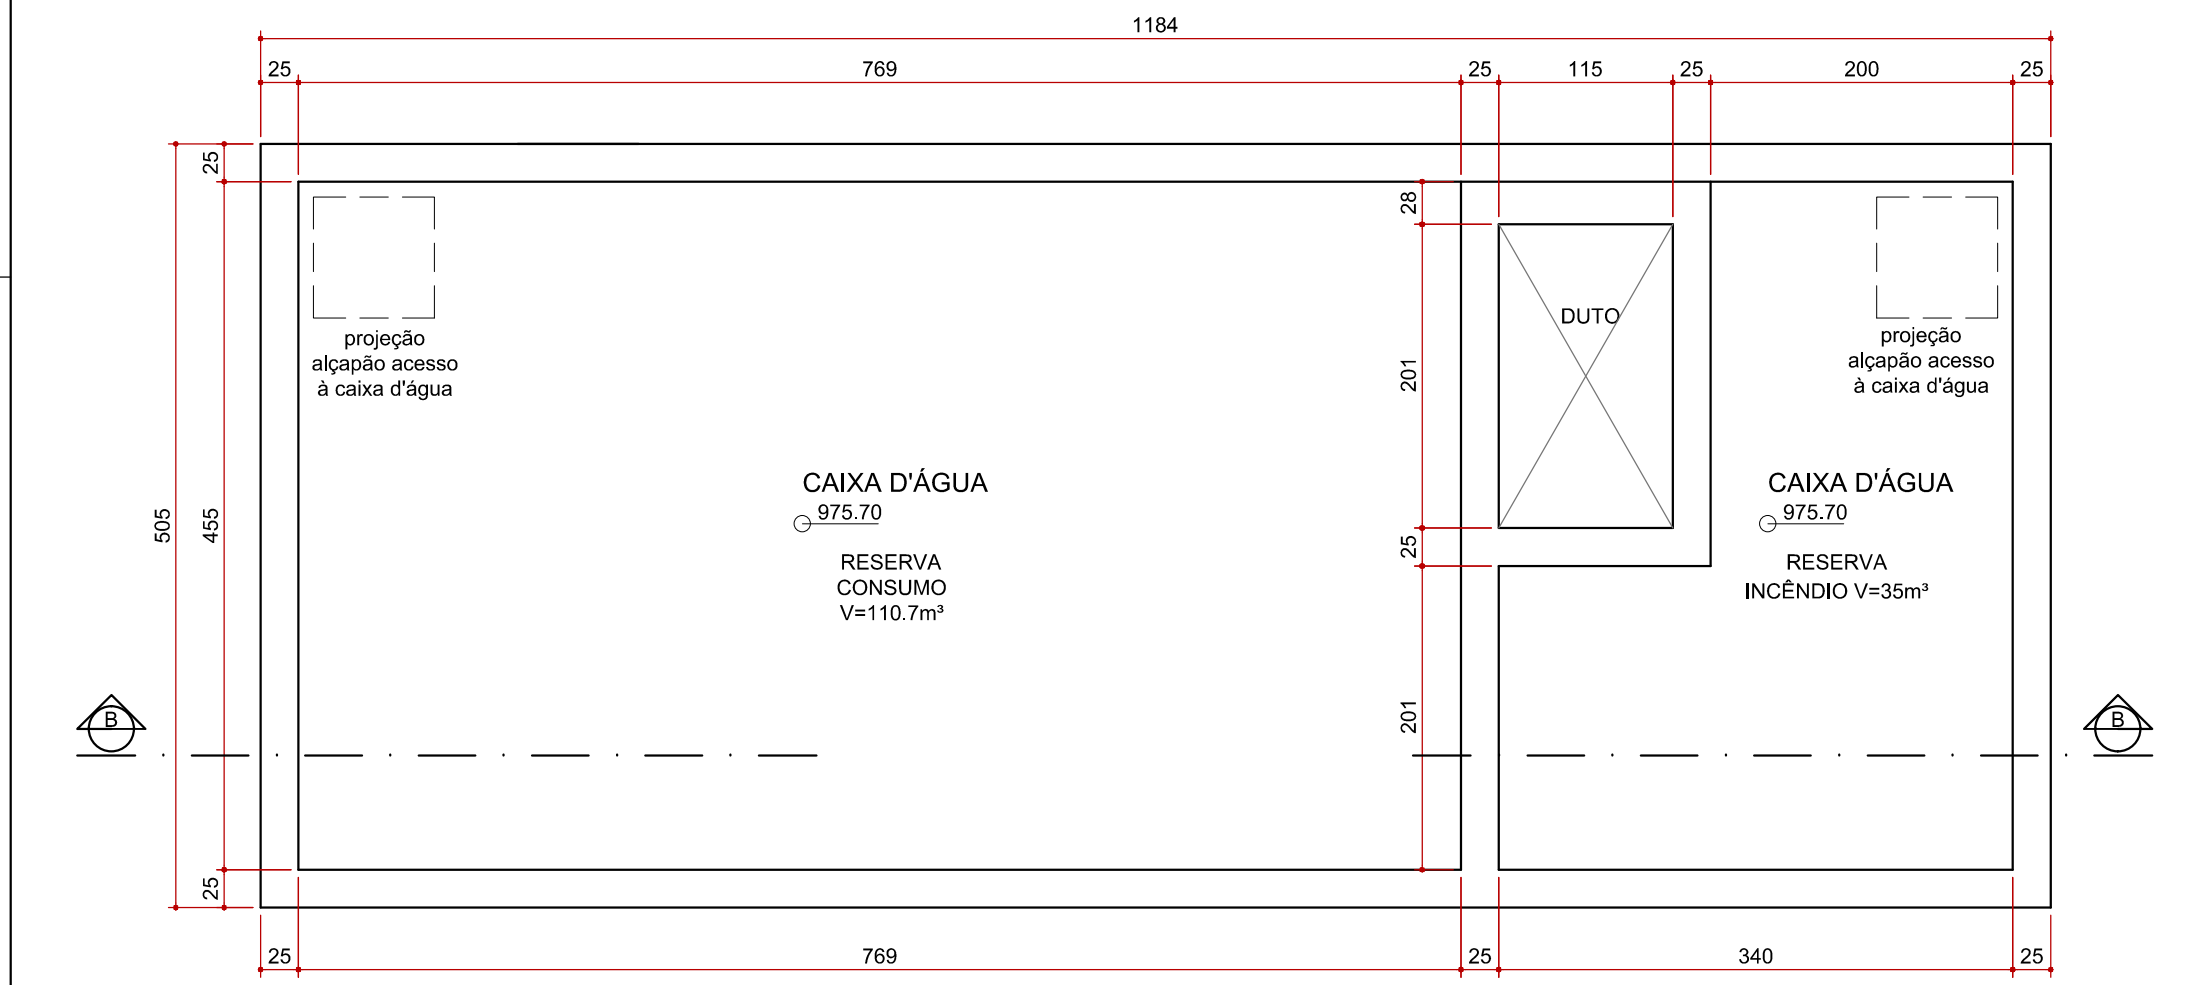 1184
25 769 25 115 25 200 25
25
455
25
505
28
201
25
201
projeção
alçapão acesso
à caixa d'água
DUTO
projeção
alçapão acesso
à caixa d'água
CAIXA D'ÁGUA
975.70
RESERVA
CONSUMO
V=110.7m³
CAIXA D'ÁGUA
975.70
RESERVA
INCÊNDIO V=35m³
B
B
25 769 25 340 25